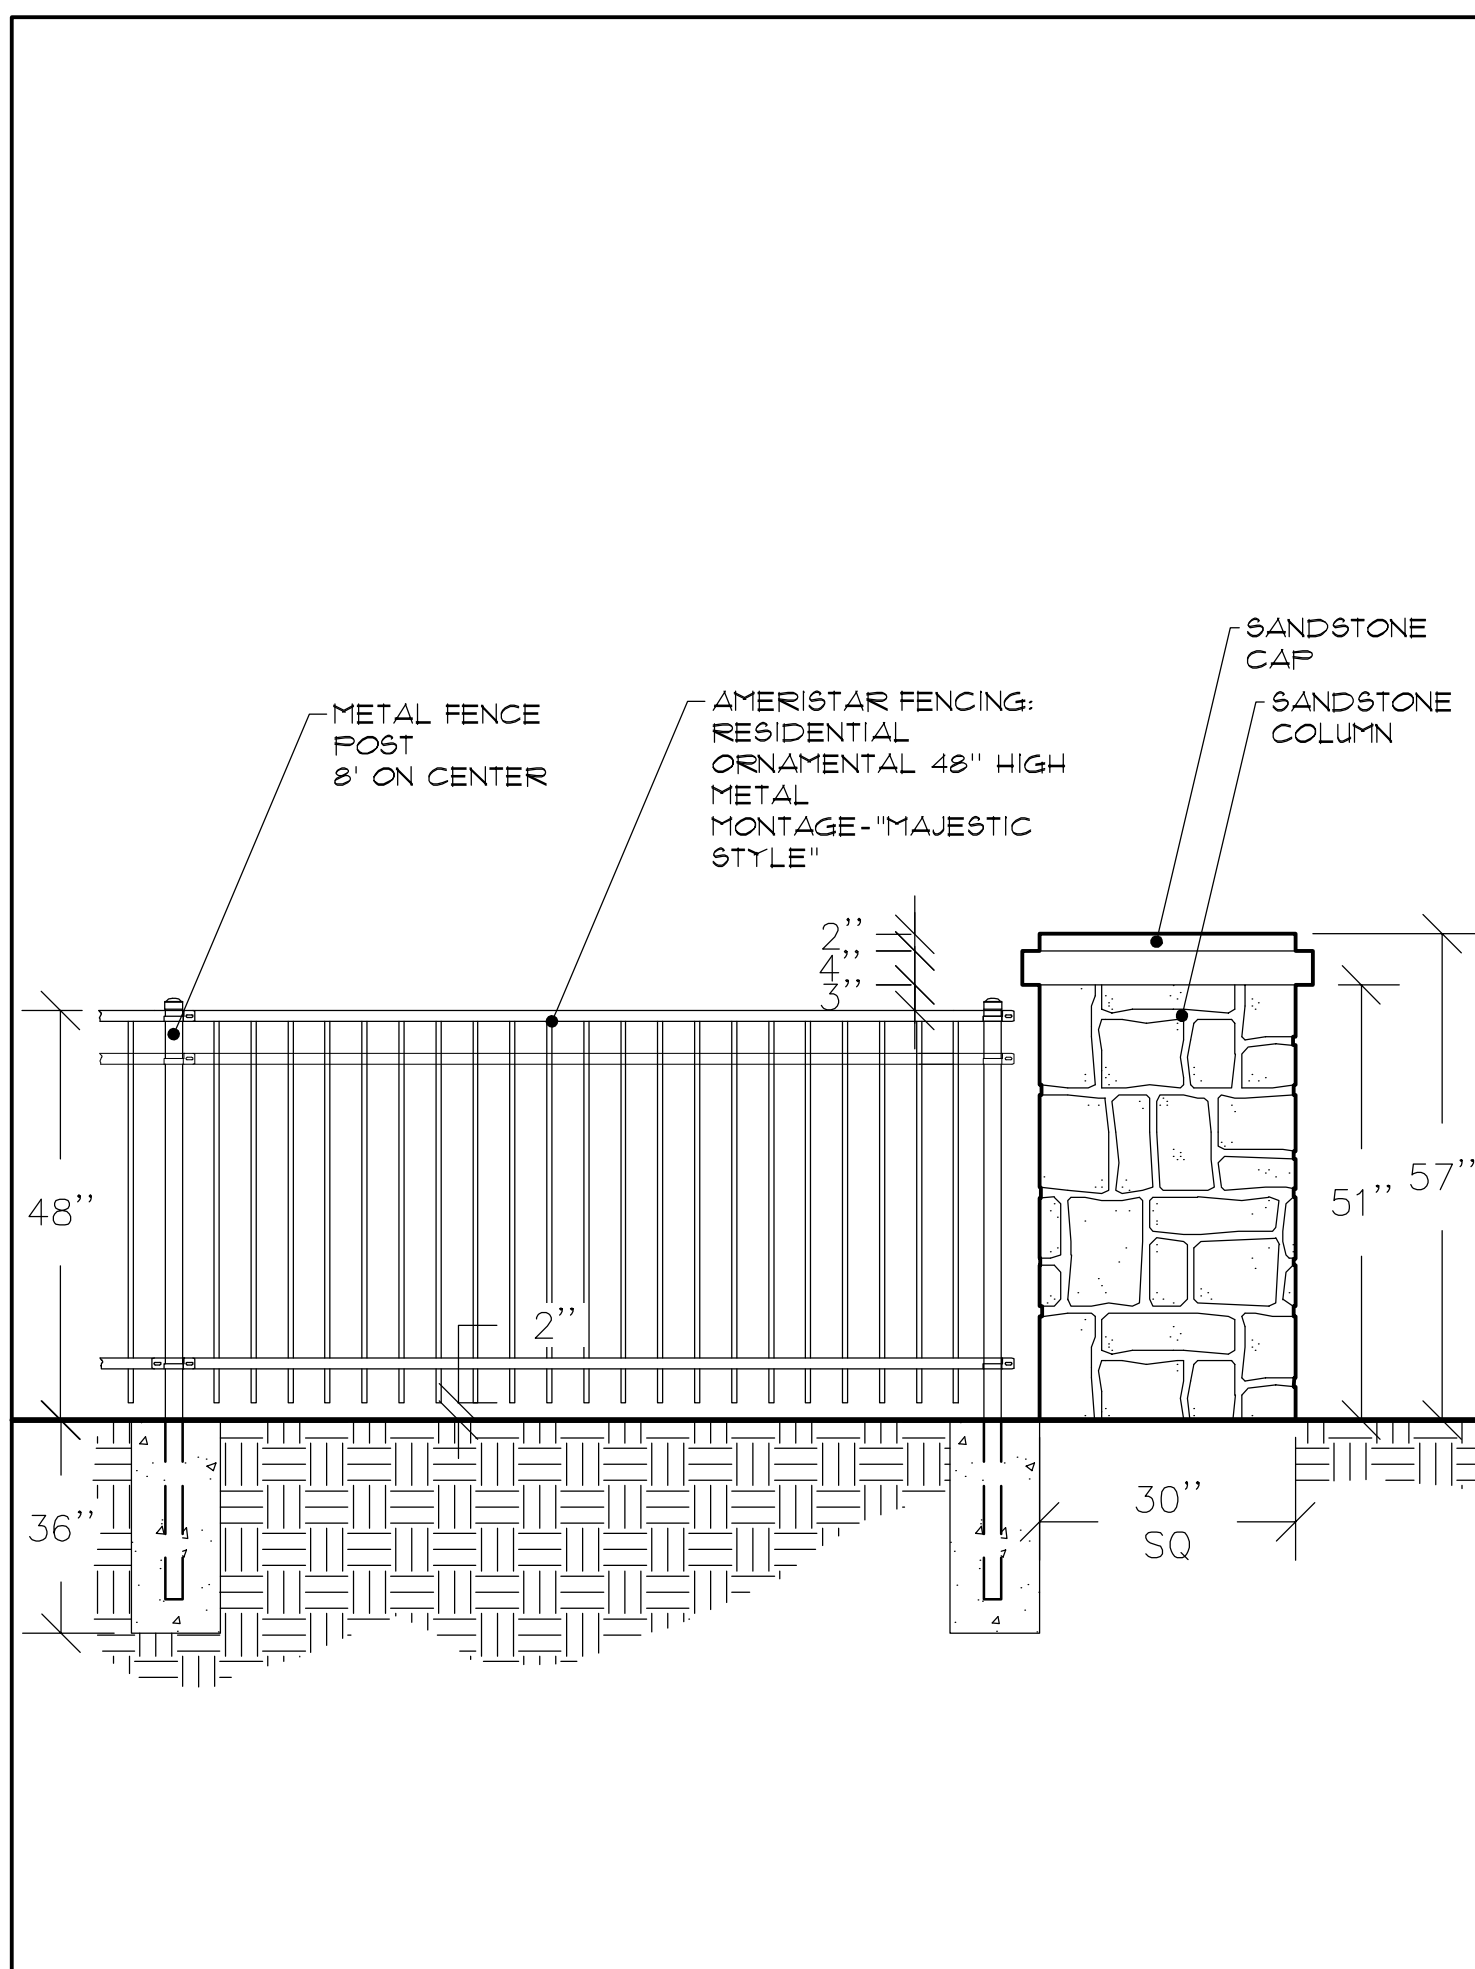 SANDSTONE
CAP
METAL FENCE
POST
8' ON CENTER
AMERISTAR FENCING:
RESIDENTIAL
ORNAMENTAL 48" HIGH
METAL
MONTAGE-"MAJESTIC
STYLE"
SANDSTONE
COLUMN
2"
4"
3"
48"
51"
57"
2"
36"
30"
SQ